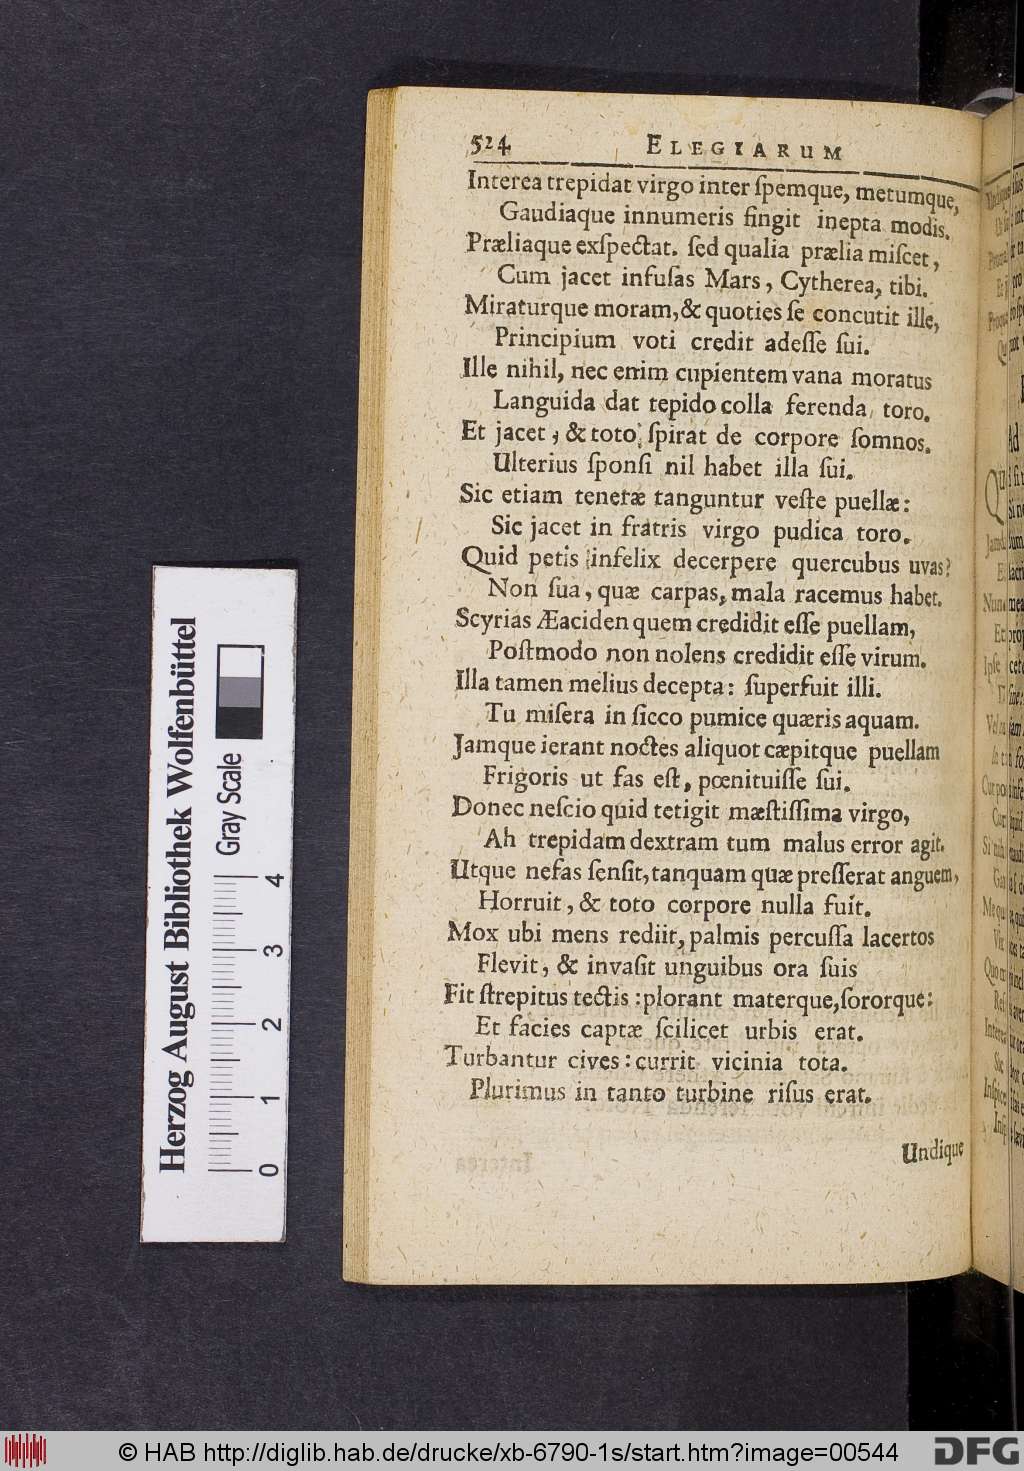 524 ELEGIARUM
Interea trepidat virgo inter ſpemque, metumque,
Gaudiaque innumeris fingit inepta modis.
Præliaque exſpectat. ſed qualia prælia miſcet,
Cum jacet infuſas Mars, Cytherea, tibi.
Miraturque moram, & quoties ſe concutit ille,
Principium voti credit adeſſe ſui.
Ille nihil, nec enim cupientem vana moratus
Languida dat tepido colla ferenda toro.
Et jacet, & toto ſpirat de corpore ſomnos.
Ulterius ſponſi nil habet illa ſui.
Sic etiam teneræ tanguntur veſte puellæ:
Sic jacet in fratris virgo pudica toro.
Quid petis infelix decerpere quercubus uvas?
Non ſua, quæ carpas, mala racemus habet.
Scyrias Æaciden quem credidit eſſe puellam,
Poſtmodo non nolens credidit eſſe virum.
Illa tamen melius decepta: ſuperfuit illi.
Tu miſera in ſicco pumice quæris aquam.
Jamque ierant noctes aliquot cæpitque puellam
Frigoris ut fas eſt, pœnituiſſe ſui.
Donec neſcio quid tetigit mæſtiſſima virgo,
Ah trepidam dextram tum malus error agit.
Utque nefas ſenſit, tanquam quæ preſſerat anguem,
Horruit, & toto corpore nulla fuit.
Mox ubi mens rediit, palmis percuſſa lacertos
Flevit, & invaſit unguibus ora ſuis
Fit ſtrepitus tectis: plorant materque, ſororque:
Et facies captæ ſcilicet urbis erat.
Turbantur cives: currit vicinia tota.
Plurimus in tanto turbine riſus erat.
Undique
Herzog August Bibliothek Wolfenbüttel
Gray Scale
0 1 2 3 4
© HAB http://diglib.hab.de/drucke/xb-6790-1s/start.htm?image=00544
DFG